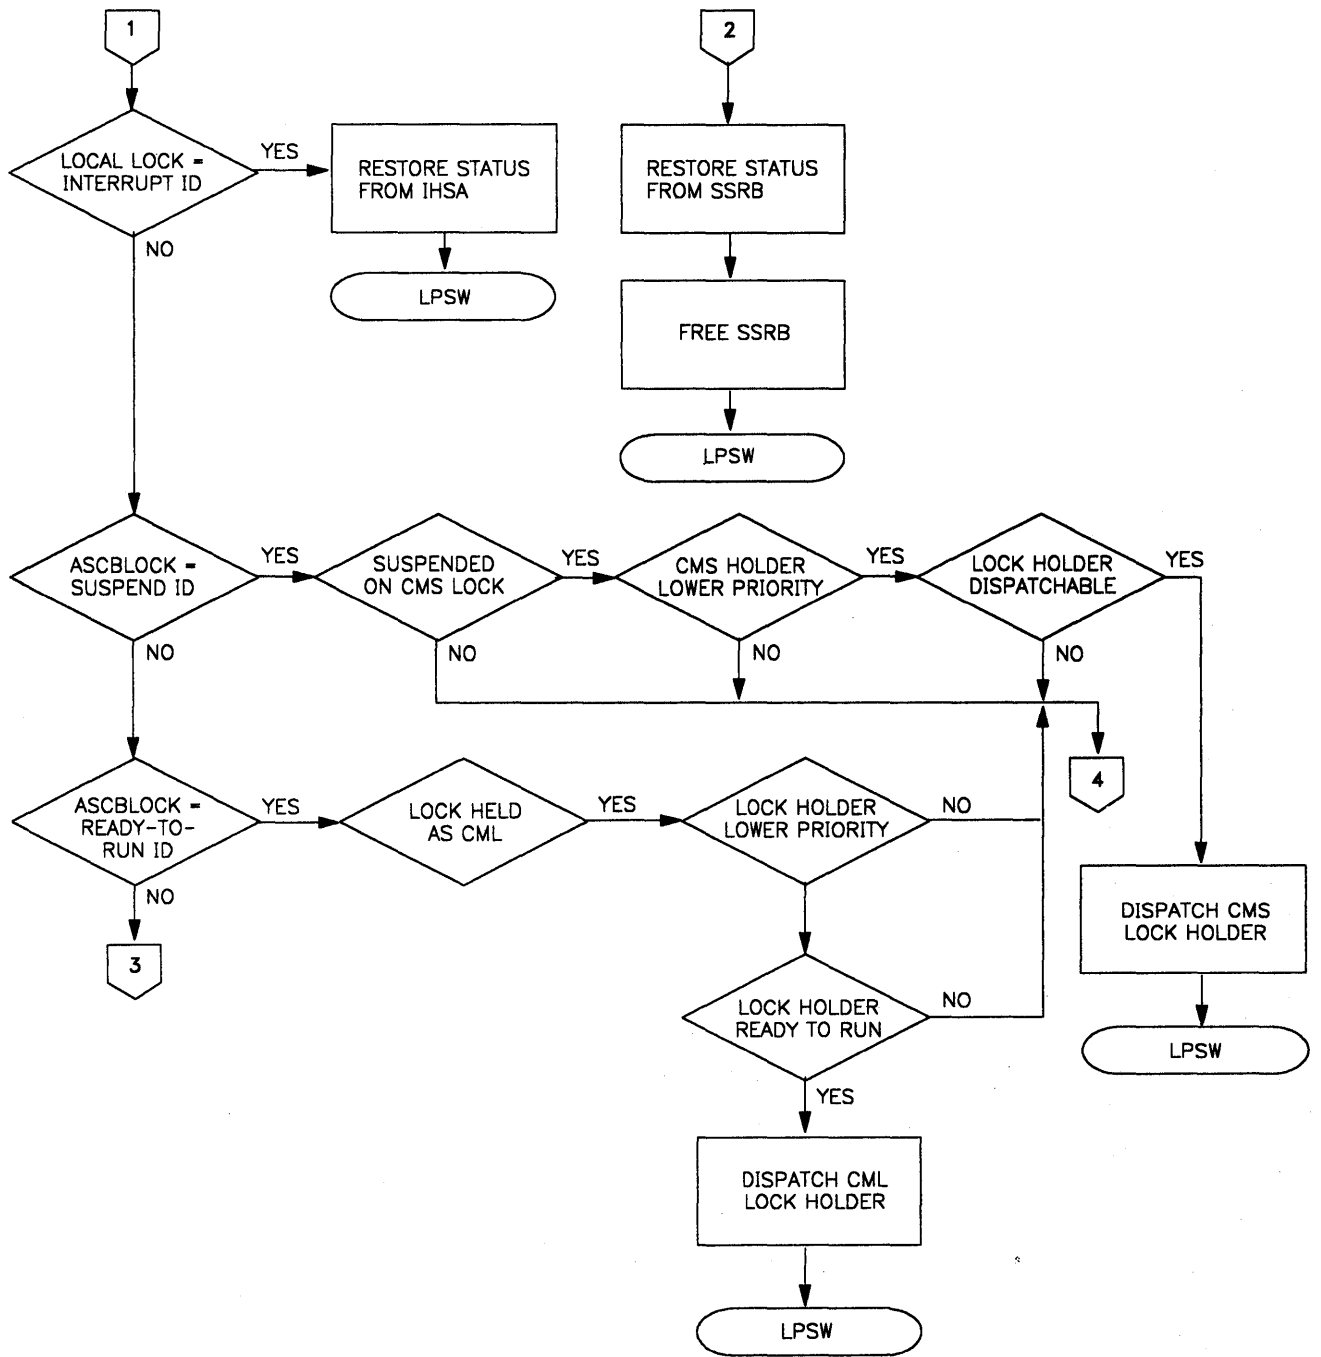 1
2
LOCAL LOCK =
INTERRUPT ID
YES
NO
RESTORE STATUS
FROM IHSA
LPSW
RESTORE STATUS
FROM SSRB
FREE SSRB
LPSW
ASCBLOCK =
SUSPEND ID
YES
NO
SUSPENDED
ON CMS LOCK
YES
NO
CMS HOLDER
LOWER PRIORITY
YES
NO
LOCK HOLDER
DISPATCHABLE
YES
NO
4
ASCBLOCK =
READY-TO-
RUN ID
YES
NO
3
LOCK HELD
AS CML
YES
LOCK HOLDER
LOWER PRIORITY
NO
DISPATCH CMS
LOCK HOLDER
LPSW
LOCK HOLDER
READY TO RUN
NO
YES
DISPATCH CML
LOCK HOLDER
LPSW